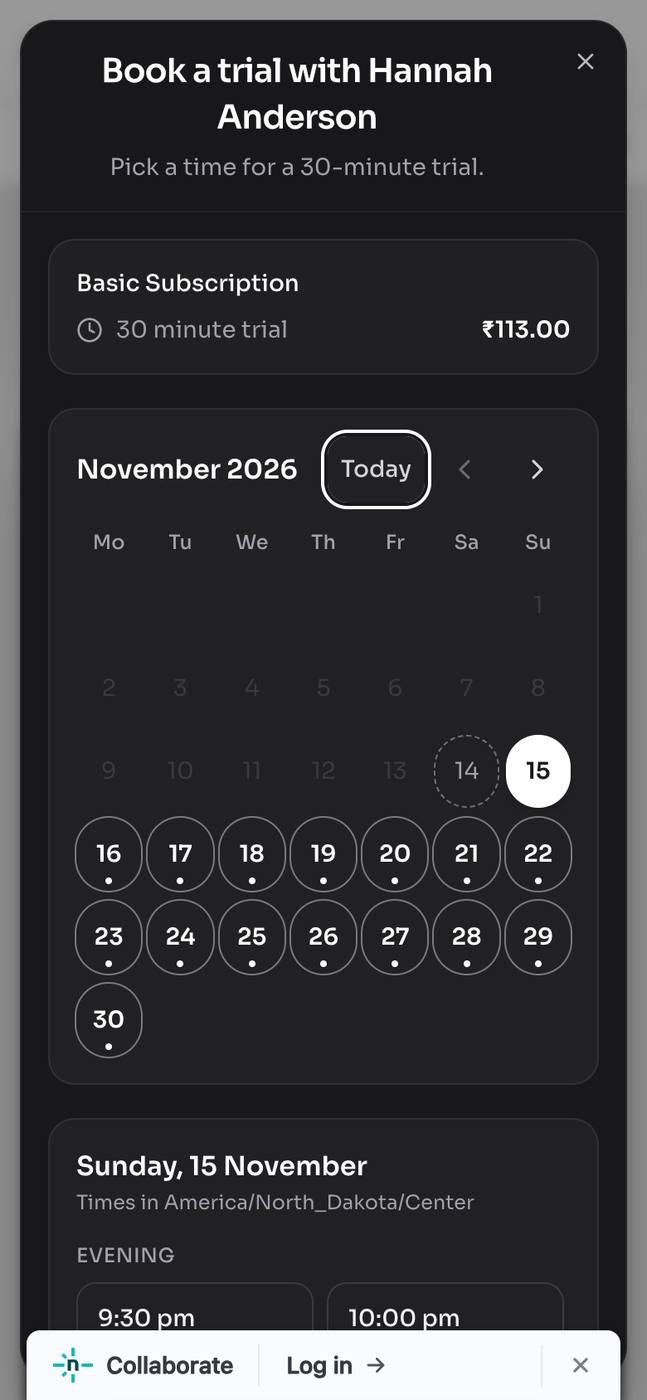 Book a trial with Hannah
Anderson
Pick a time for a 30-minute trial.
Basic Subscription
30 minute trial ₹113.00
November 2026 Today
Mo Tu We Th Fr Sa Su
1
2 3 4 5 6 7 8
9 10 11 12 13 14 15
16 17 18 19 20 21 22
23 24 25 26 27 28 29
30
Sunday, 15 November
Times in America/North_Dakota/Center
EVENING
9:30 pm 10:00 pm
n Collaborate Log in →